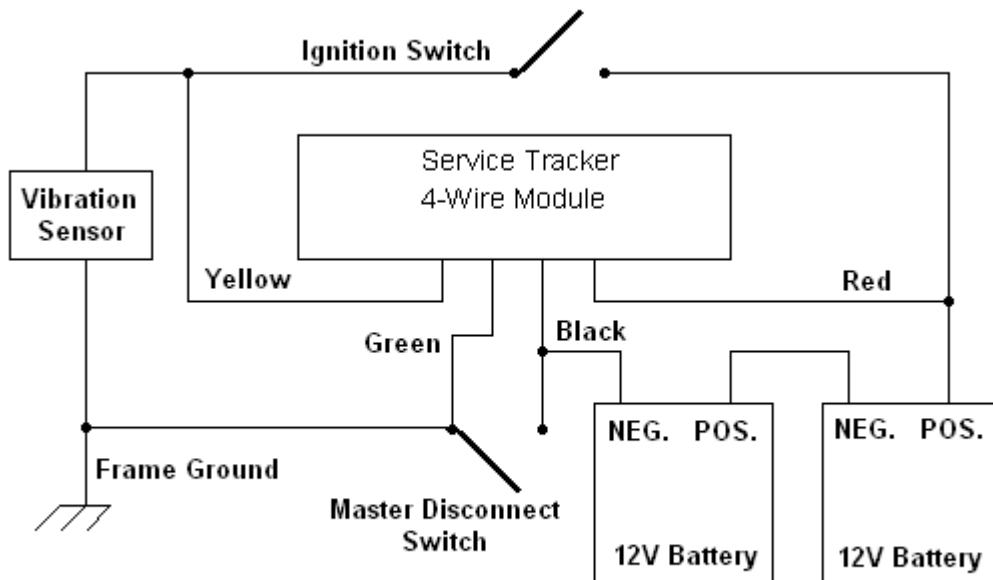 Ignition Switch
Service Tracker
4-Wire Module
Vibration
Sensor
Yellow
Red
Green
Black
NEG. POS.
NEG. POS.
Frame Ground
Master Disconnect
Switch
12V Battery
12V Battery